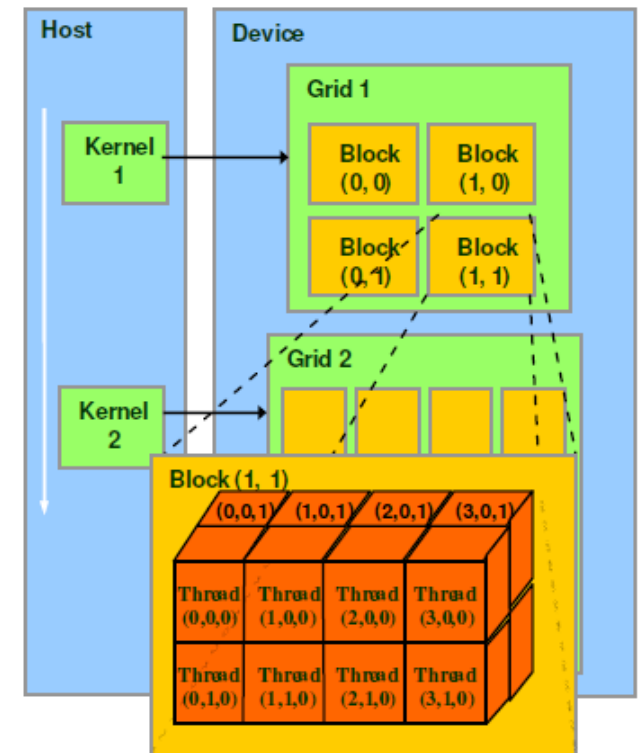 Host
Device
Grid 1
Kernel
1
Block
(0, 0)
Block
(1, 0)
Block
(0, 1)
Block
(1, 1)
Grid 2
Kernel
2
Block (1, 1)
(0,0,1) (1,0,1) (2,0,1) (3,0,1)
Thread Thread Thread Thread
(0,0,0) (1,0,0) (2,0,0) (3,0,0)
Thread Thread Thread Thread
(0,1,0) (1,1,0) (2,1,0) (3,1,0)